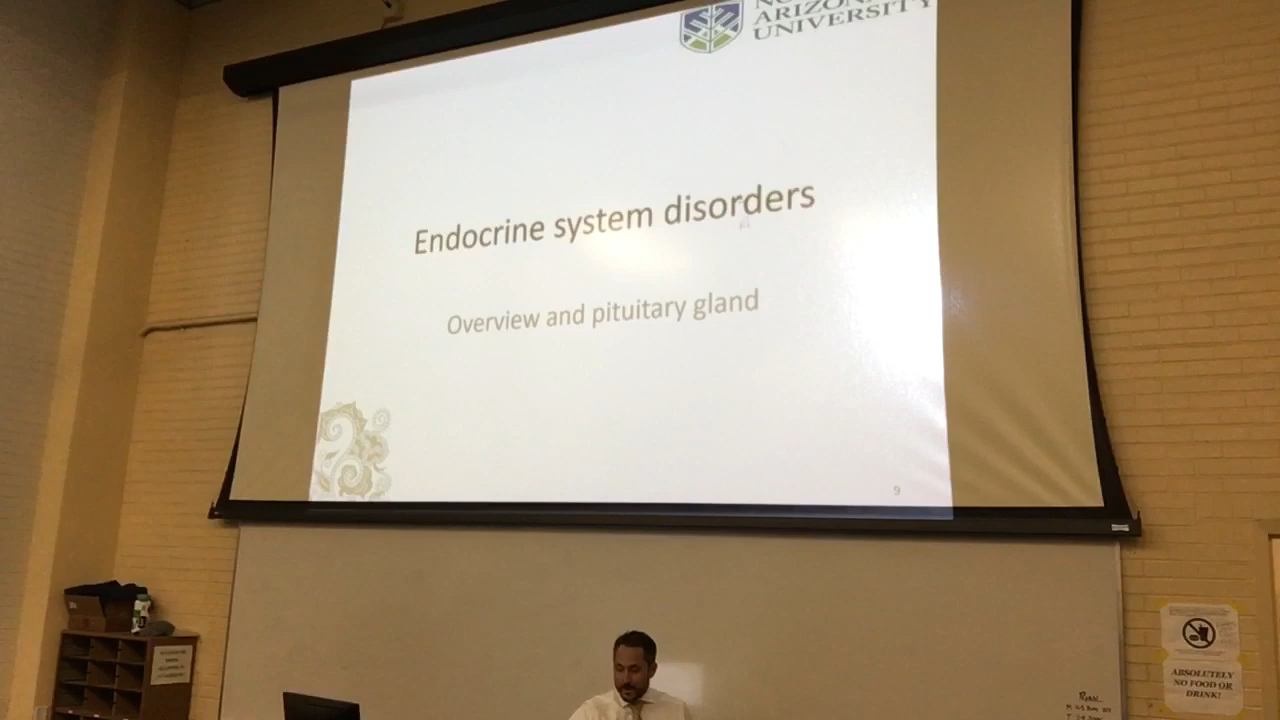 ARIZONA
UNIVERSITY
Endocrine system disorders
Overview and pituitary gland
9
ABSOLUTELY
NO FOOD OR
DRINK!